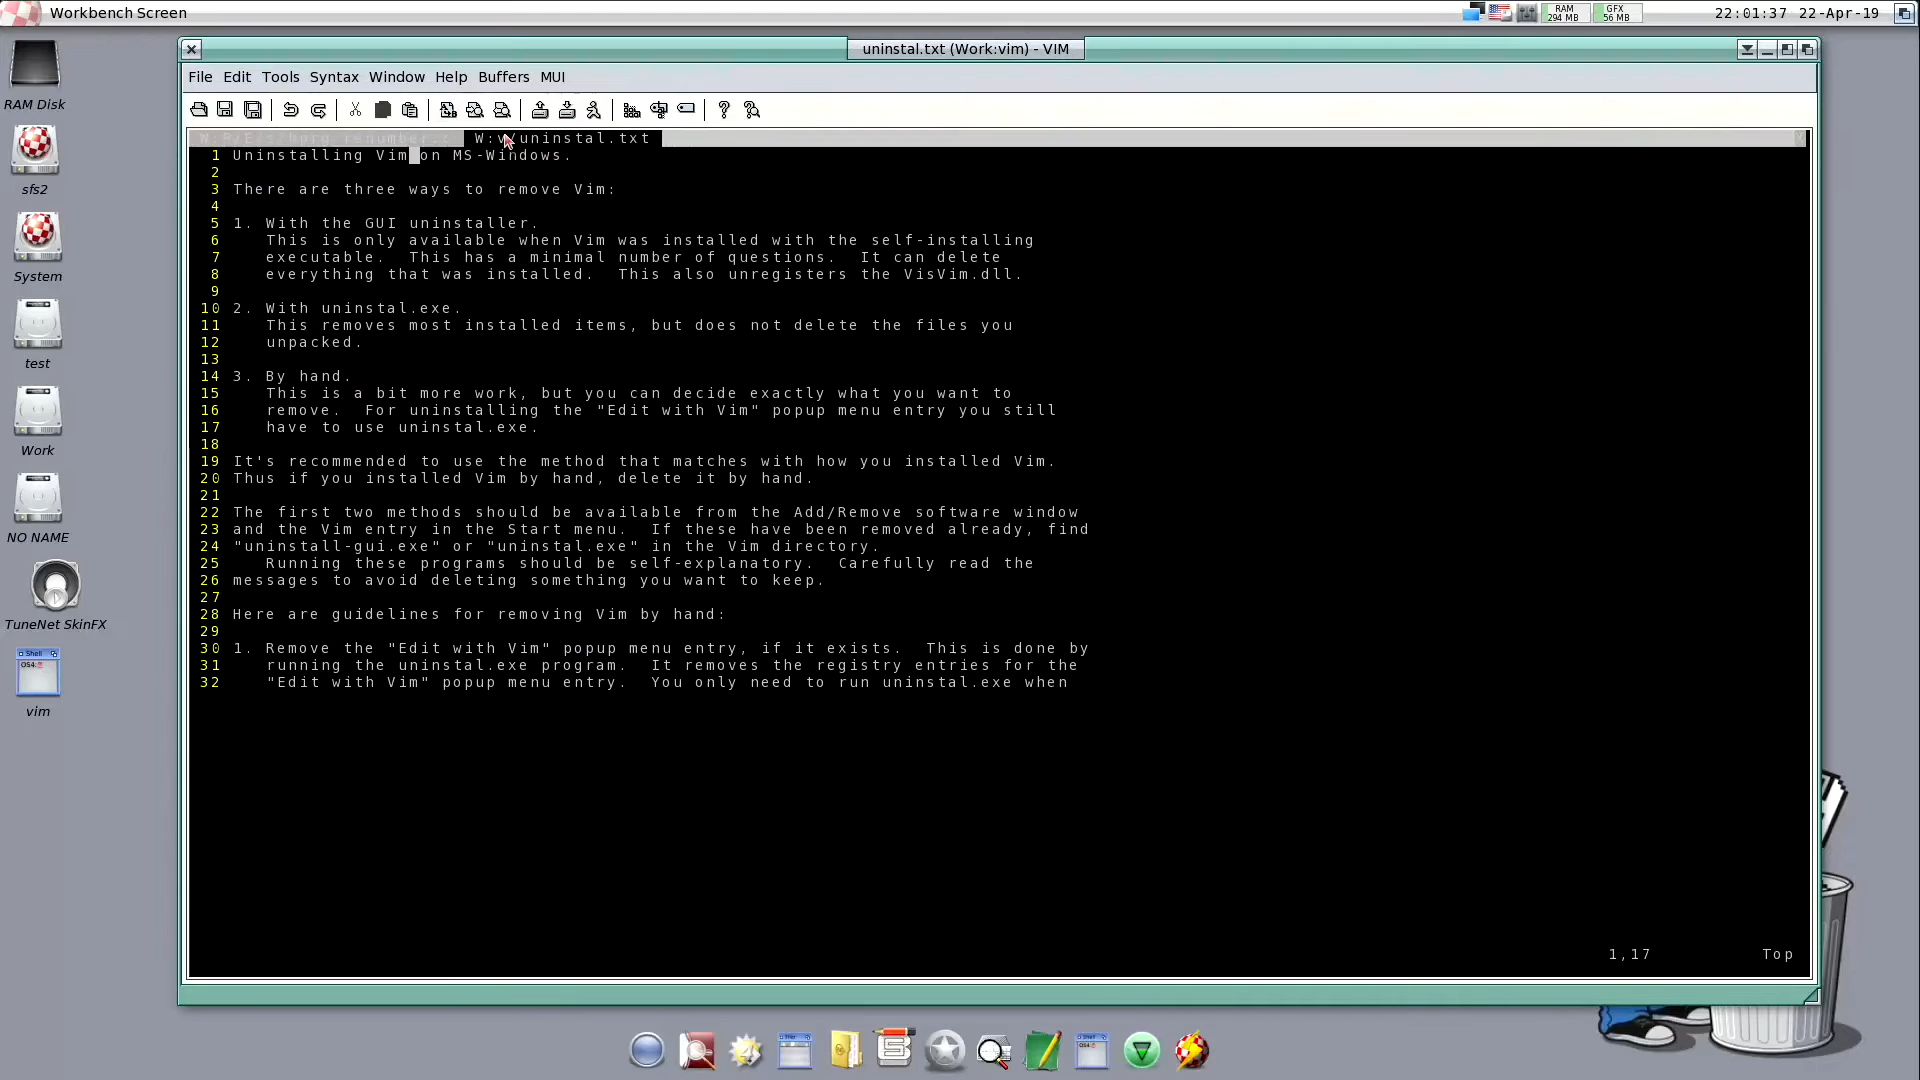 Workbench Screen
RAM
294 MB
GFX
56 MB
22:01:37 22-Apr-19
uninstal.txt (Work:vim) - VIM
File Edit Tools Syntax Window Help Buffers MUI
W:v/uninstal.txt
1 Uninstalling Vim on MS-Windows.
2
3 There are three ways to remove Vim:
4
5 1. With the GUI uninstaller.
6 This is only available when Vim was installed with the self-installing
7 executable. This has a minimal number of questions. It can delete
8 everything that was installed. This also unregisters the VisVim.dll.
9
10 2. With uninstal.exe.
11 This removes most installed items, but does not delete the files you
12 unpacked.
13
14 3. By hand.
15 This is a bit more work, but you can decide exactly what you want to
16 remove. For uninstalling the "Edit with Vim" popup menu entry you still
17 have to use uninstal.exe.
18
19 It's recommended to use the method that matches with how you installed Vim.
20 Thus if you installed Vim by hand, delete it by hand.
21
22 The first two methods should be available from the Add/Remove software window
23 and the Vim entry in the Start menu. If these have been removed already, find
24 "uninstall-gui.exe" or "uninstal.exe" in the Vim directory.
25 Running these programs should be self-explanatory. Carefully read the
26 messages to avoid deleting something you want to keep.
27
28 Here are guidelines for removing Vim by hand:
29
30 1. Remove the "Edit with Vim" popup menu entry, if it exists. This is done by
31 running the uninstal.exe program. It removes the registry entries for the
32 "Edit with Vim" popup menu entry. You only need to run uninstal.exe when
1,17 Top
RAM Disk
sfs2
System
test
Work
NO NAME
TuneNet SkinFX
Shell
OS4:
vim
Shell
OS4: